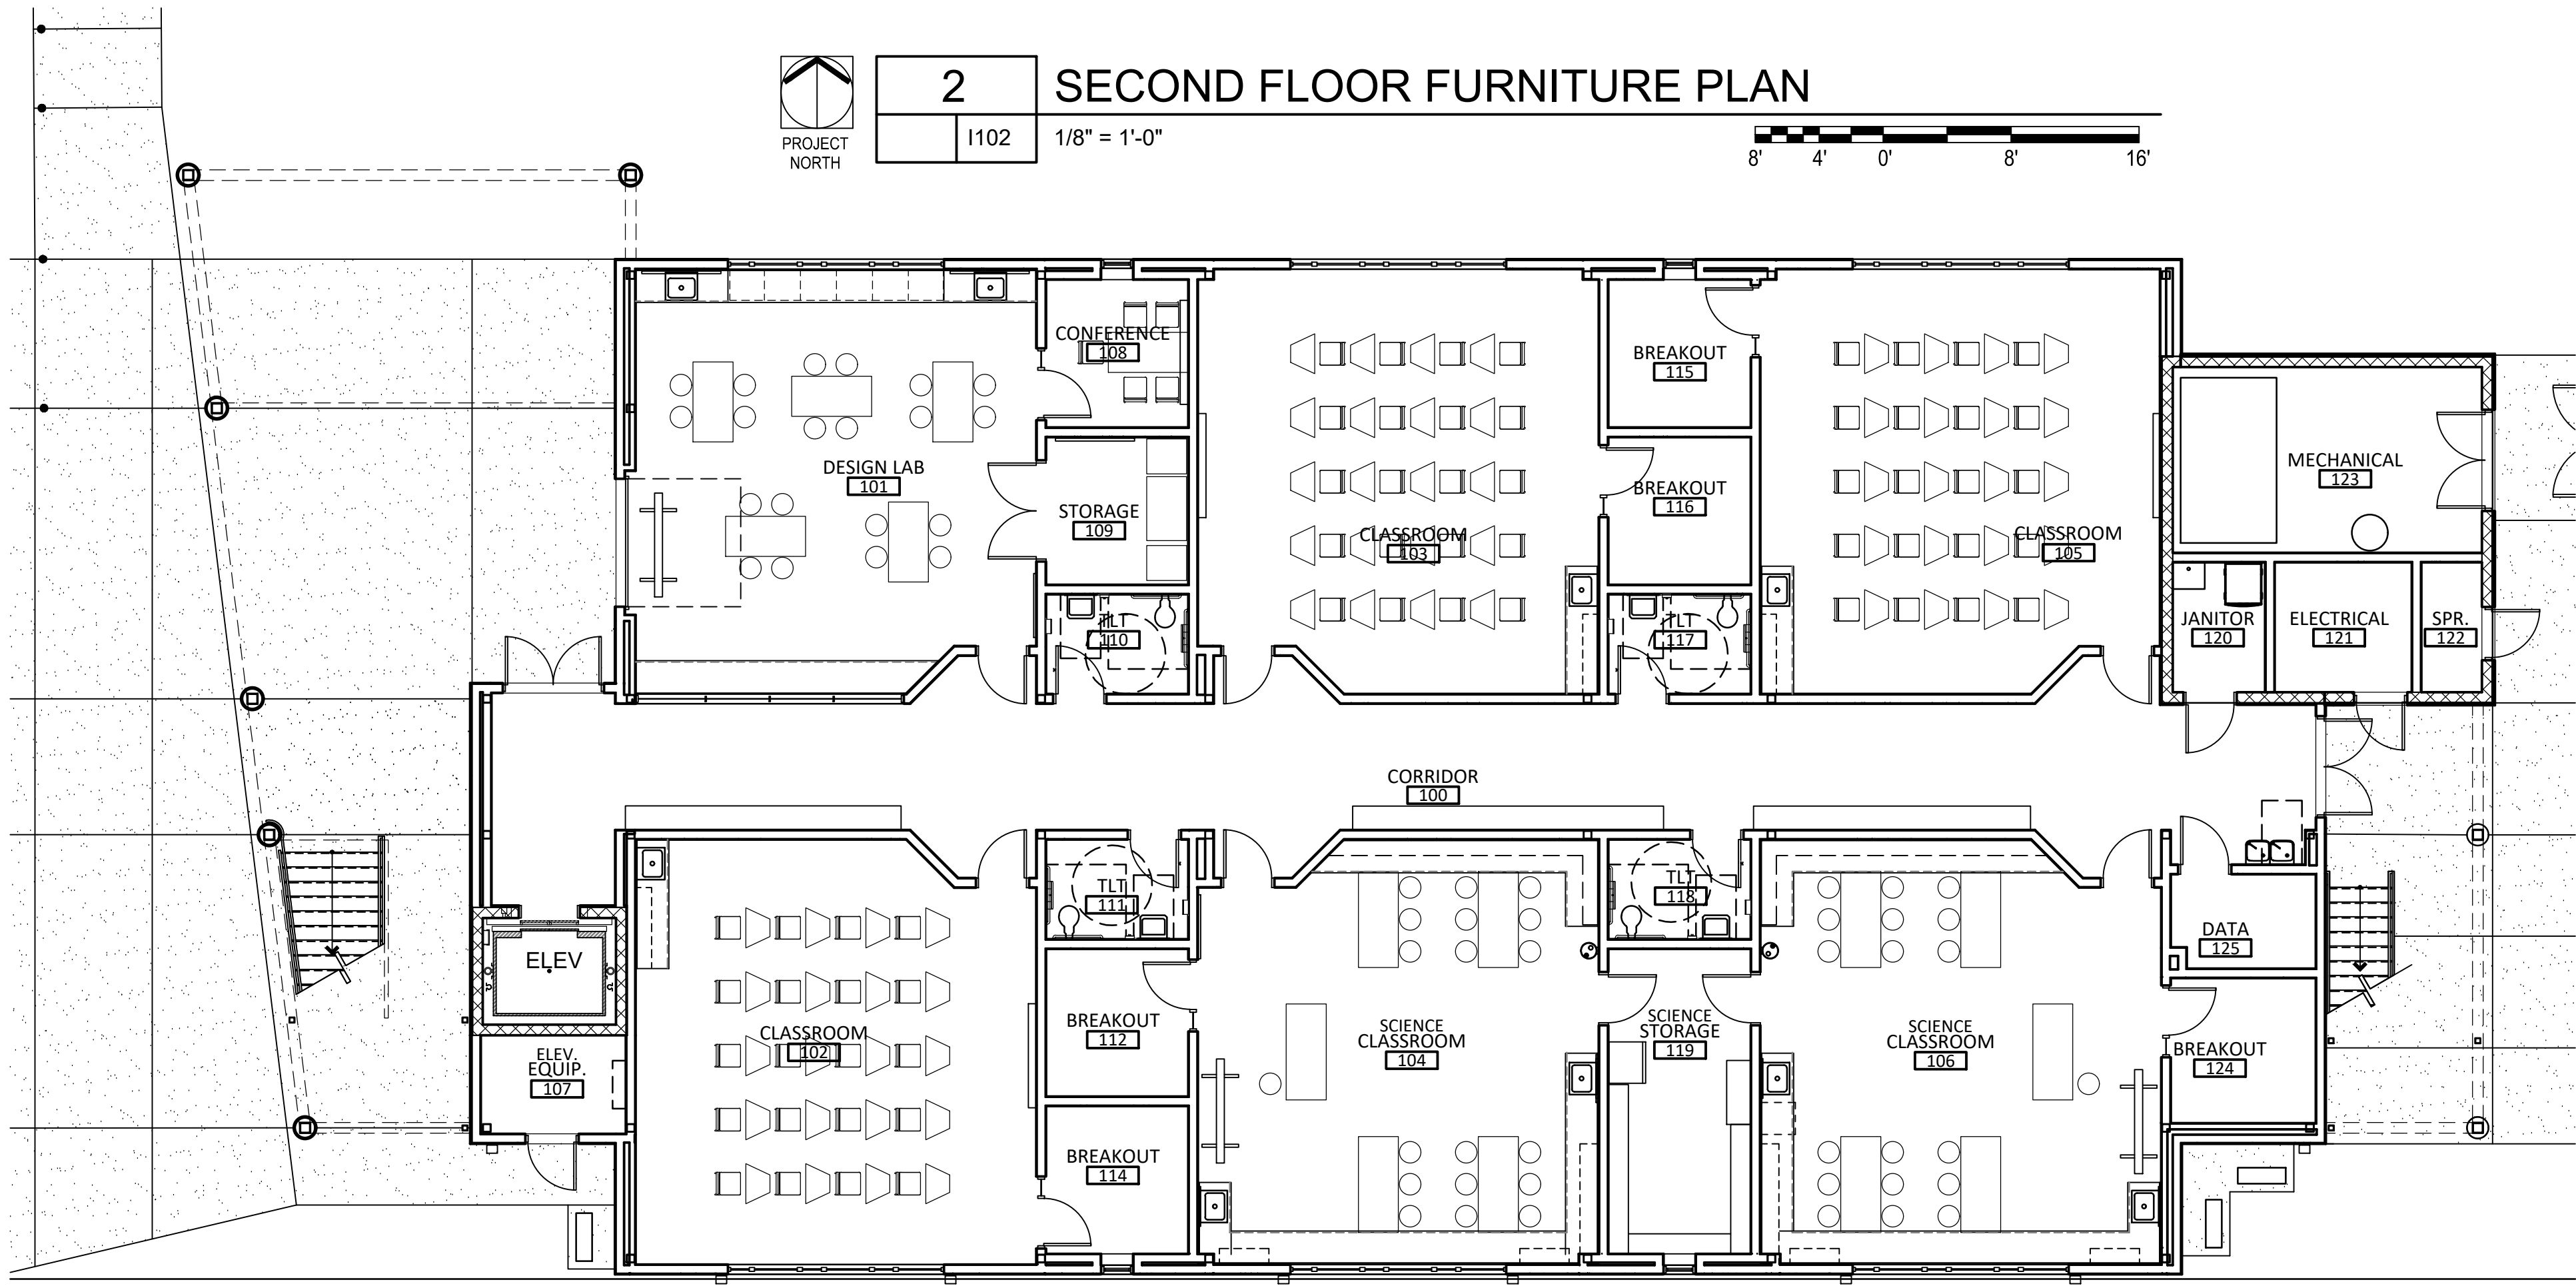 2
SECOND FLOOR FURNITURE PLAN
I102
1/8" = 1'-0"
PROJECT
NORTH
8' 4' 0' 8' 16'
CONFERENCE
108
DESIGN LAB
101
STORAGE
109
TLT
110
CLASSROOM
103
BREAKOUT
115
BREAKOUT
116
TLT
117
CLASSROOM
105
MECHANICAL
123
JANITOR
120
ELECTRICAL
121
SPR.
122
CORRIDOR
100
ELEV
ELEV.
EQUIP.
107
CLASSROOM
102
TLT
111
BREAKOUT
112
BREAKOUT
114
SCIENCE
CLASSROOM
104
TLT
118
SCIENCE
STORAGE
119
SCIENCE
CLASSROOM
106
DATA
125
BREAKOUT
124